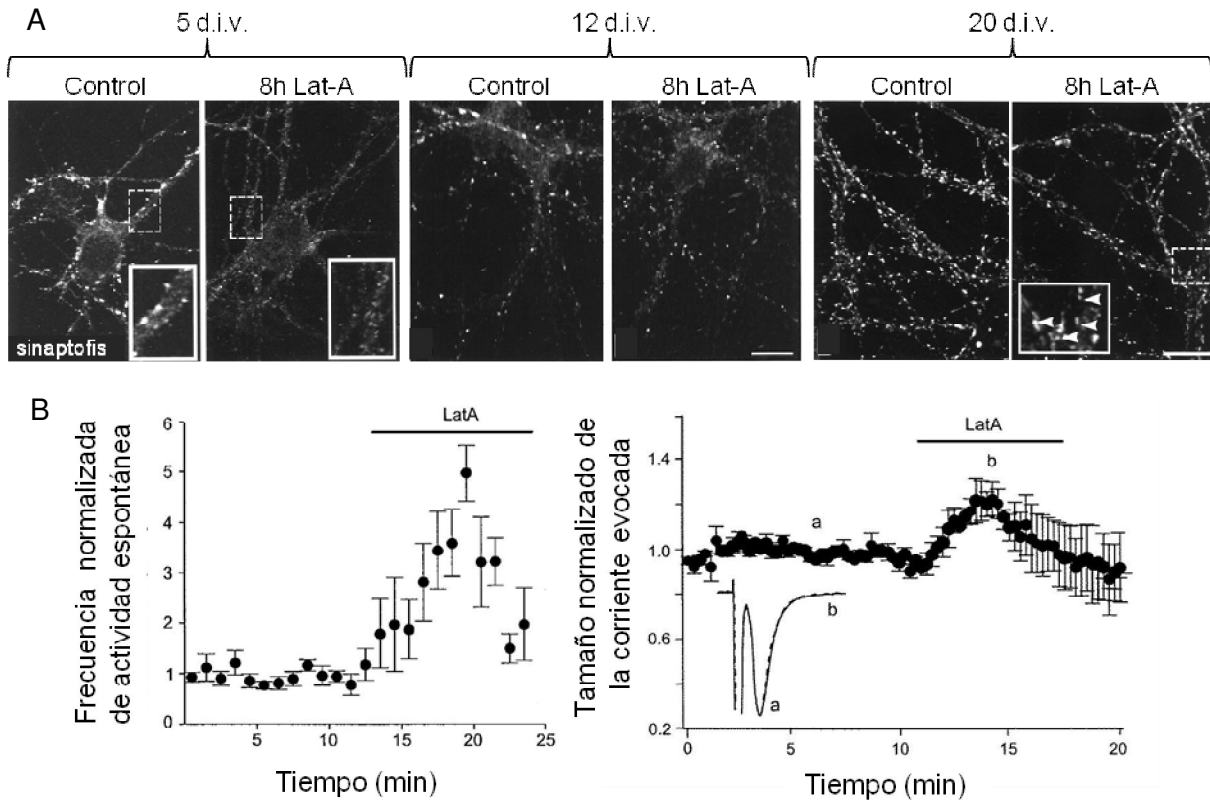 A
5 d.i.v.
12 d.i.v.
20 d.i.v.
Control
8h Lat-A
Control
8h Lat-A
Control
8h Lat-A
sinaptofis
B
Frecuencia normalizada
de actividad espontánea
LatA
6
5
4
3
2
1
0
5
10
15
20
25
Tiempo (min)
Tamaño normalizado de
la corriente evocada
LatA
1.4
1.0
0.6
0.2
a
b
b
a
0
5
10
15
20
Tiempo (min)